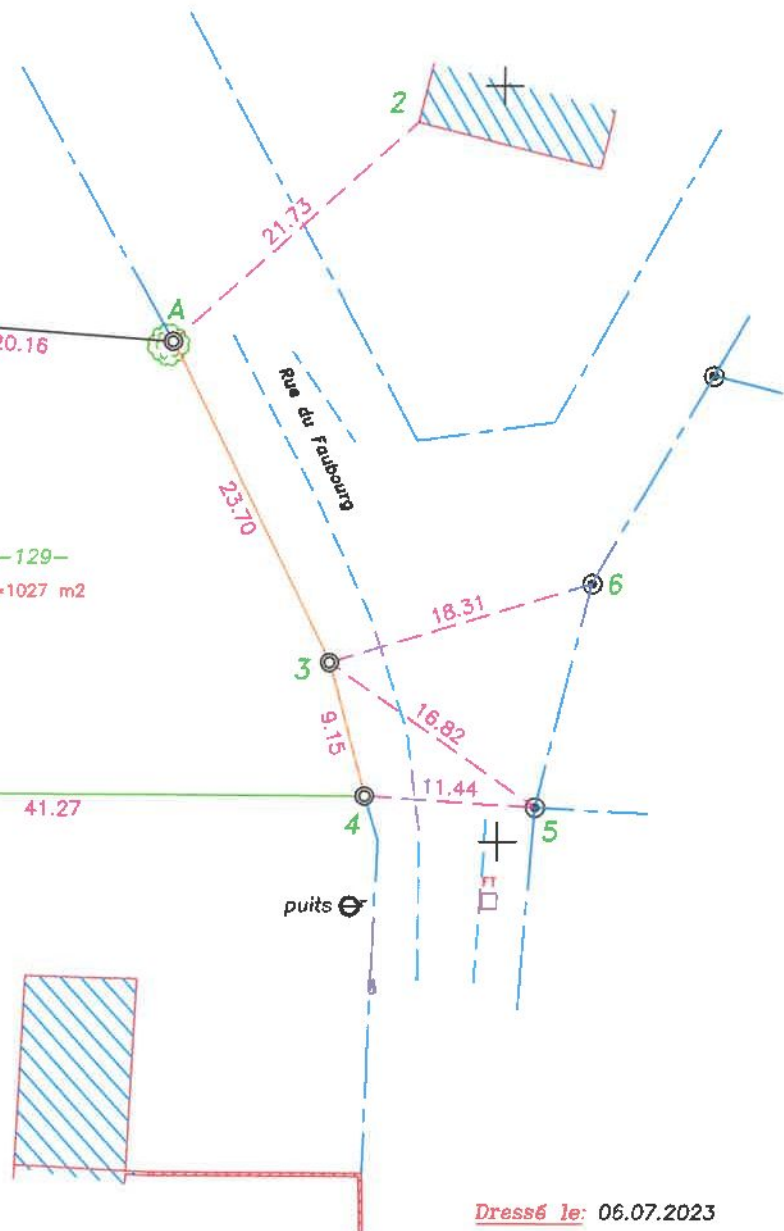 2
21.73
A
20.16
Rue du Faubourg
23.70
-129-
=1027 m2
18.31
6
3
16.82
9.15
11.44
41.27
4
5
FT
puits
Dressé le: 06.07.2023